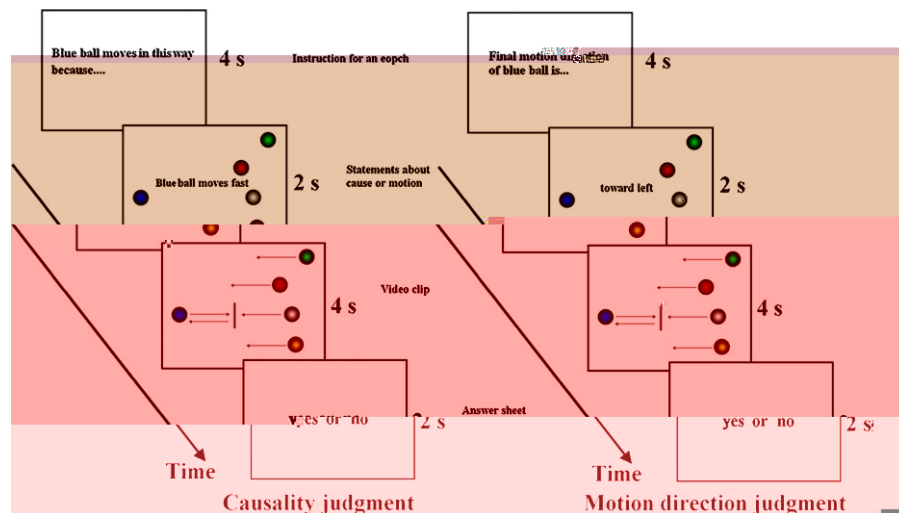 Blue ball moves in this way
because....
4 s
Instruction for an eopch
Final motion direction
of blue ball is...
4 s
Blue ball moves fast
2 s
Statements about
cause or motion
toward left
2 s
4 s
Video clip
4 s
yes or no
2 s
Answer sheet
yes or no
2 s
Time
Time
Causality judgment
Motion direction judgment